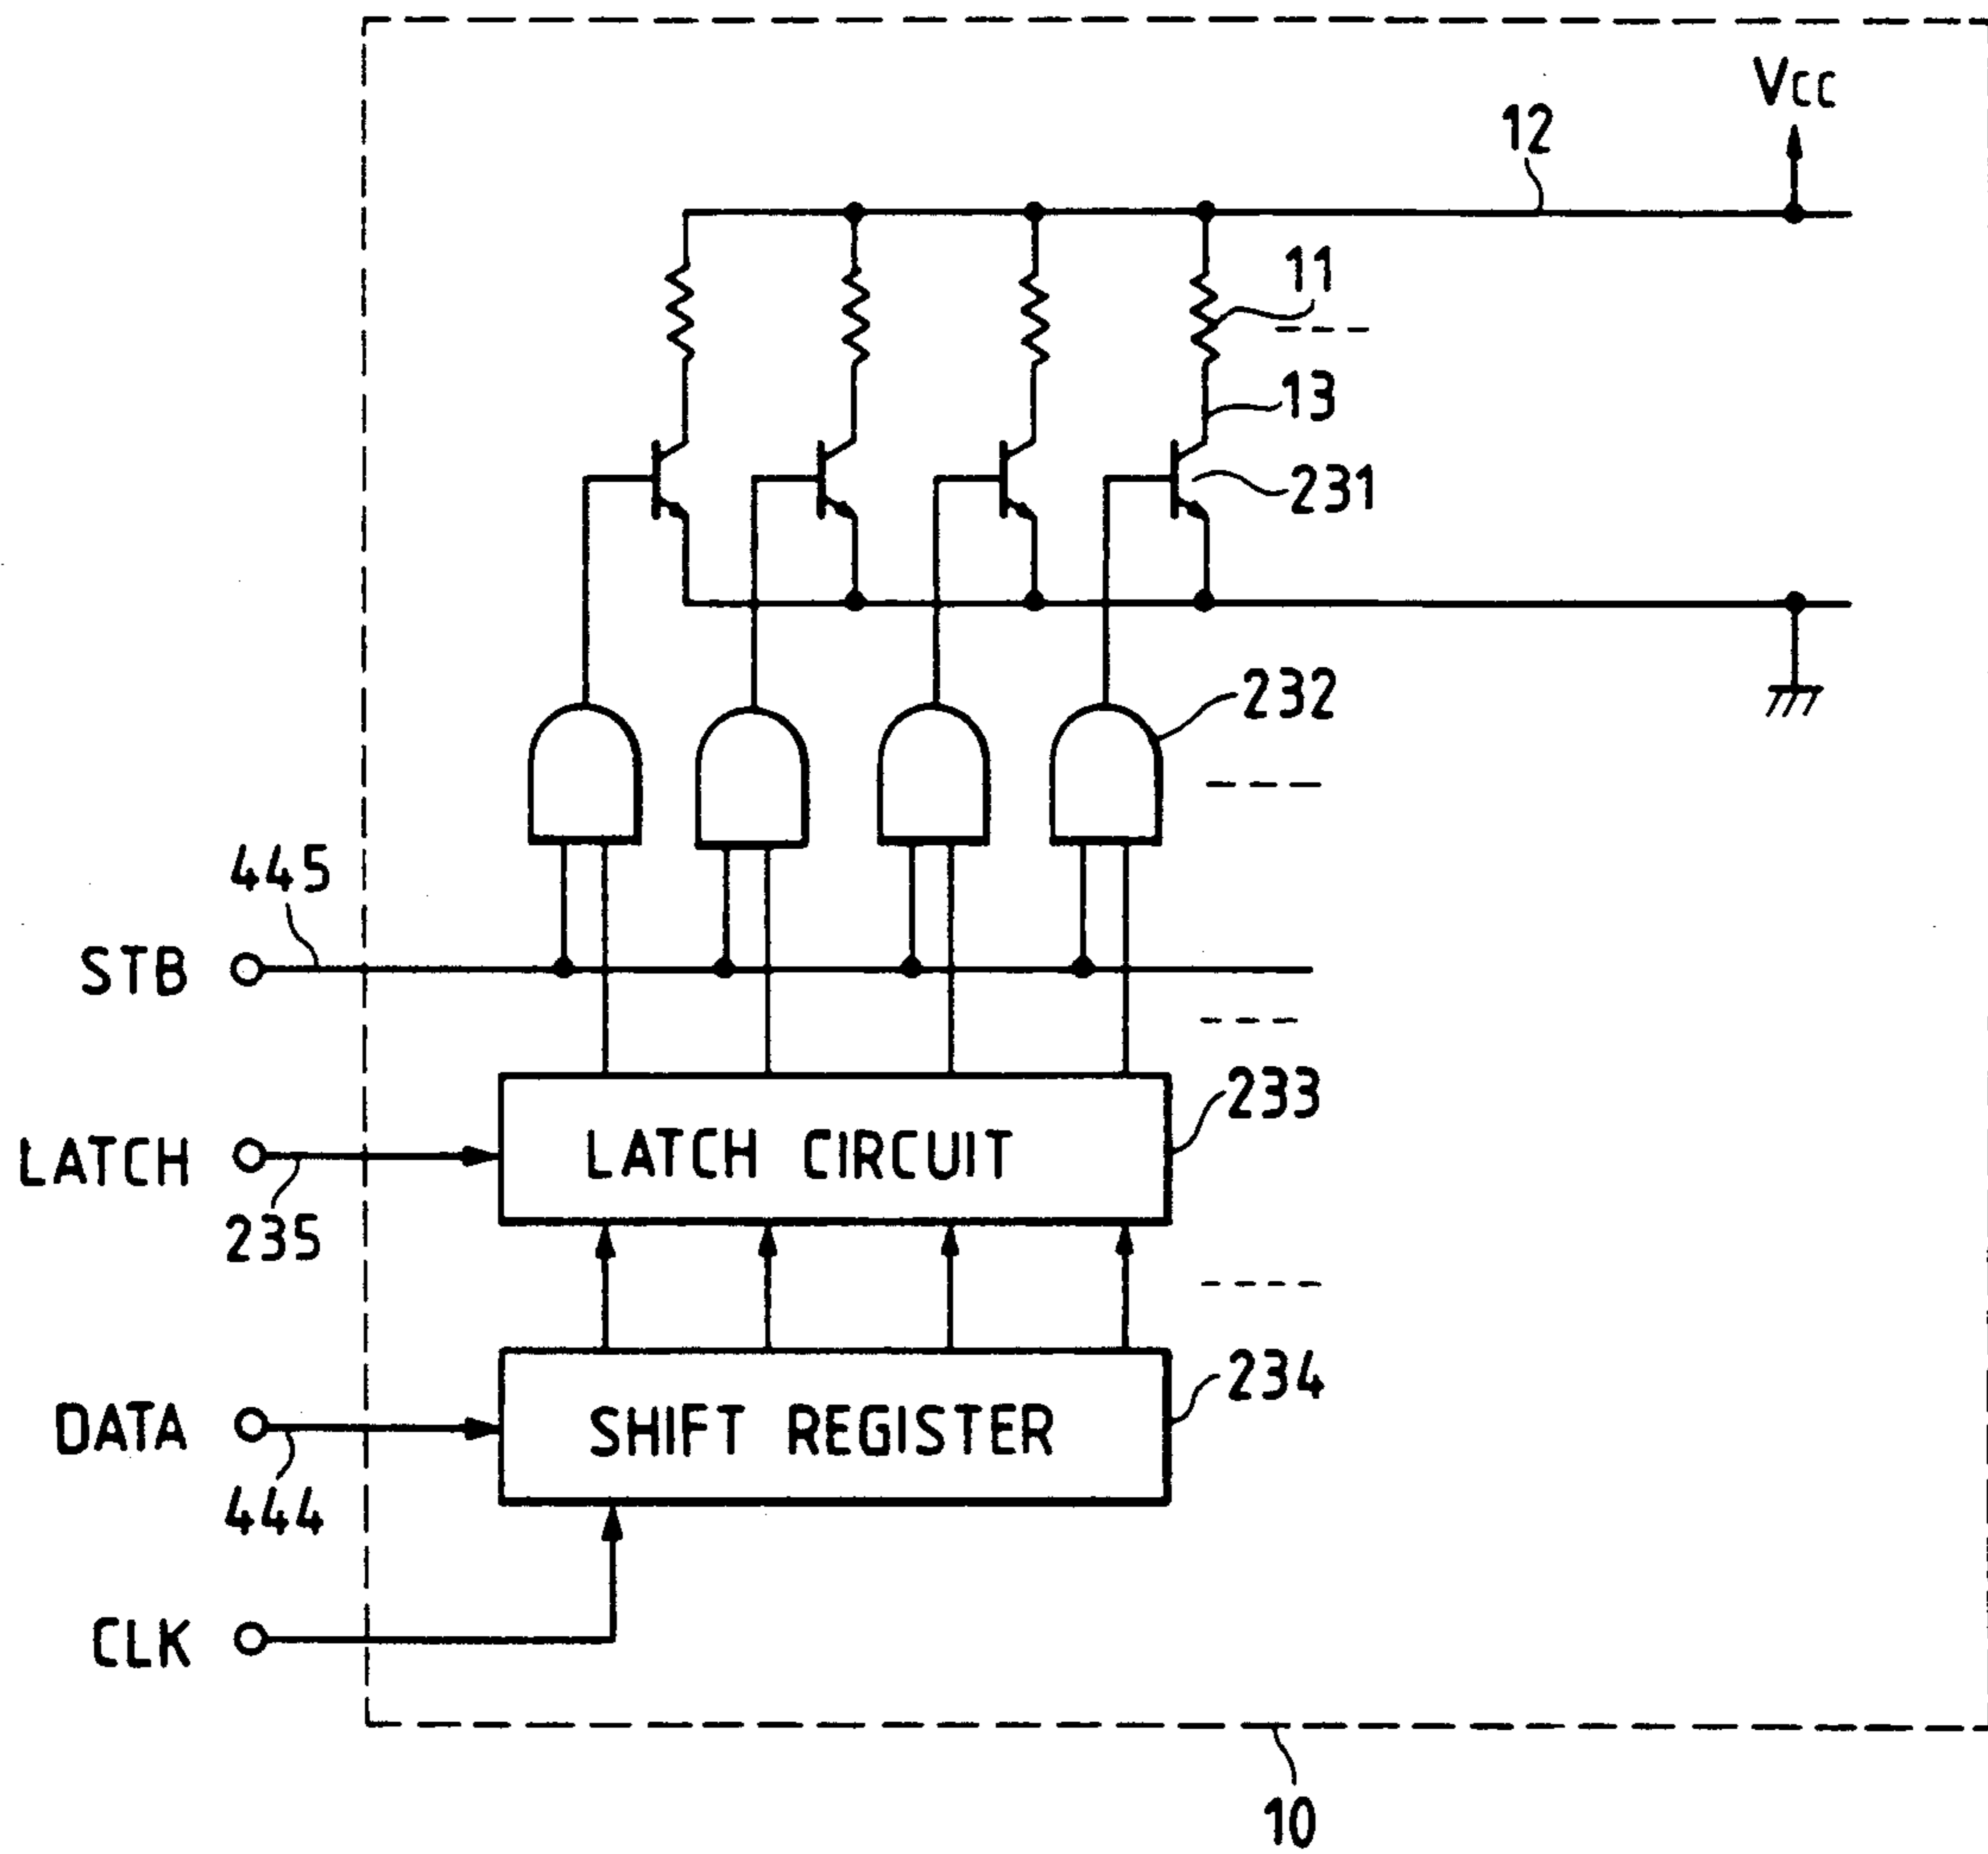 Vcc
12
11
13
231
232
445
STB
233
LATCH
LATCH CIRCUIT
235
234
DATA
SHIFT REGISTER
444
CLK
10